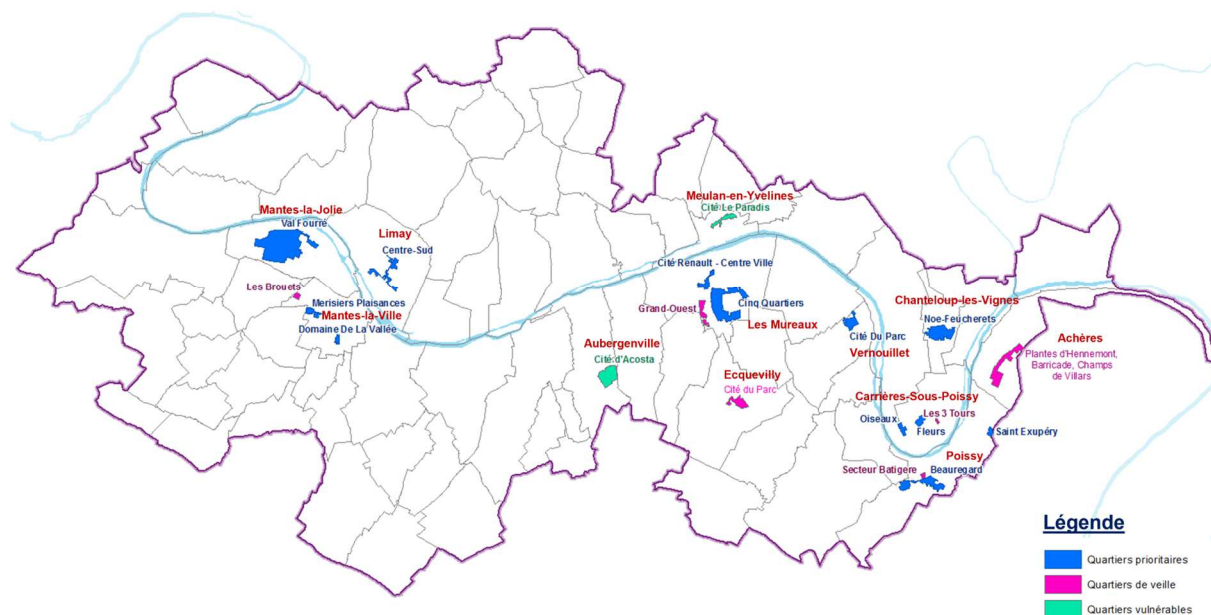 Meulan-en-Yvelines
Cité Le Paradis
Mantes-la-Jolie
Val Fourré
Limay
Centre-Sud
Cité Renault - Centre Ville
Les Brouets
Merisiers Plaisances
Mantes-la-Ville
Domaine De La Vallée
Grand-Ouest
Cinq Quartiers
Les Mureaux
Chanteloup-les-Vignes
Noe-Feucherets
Cité Du Parc
Vernouillet
Aubergenville
Cité d'Acosta
Achères
Plantes d'Hennemont,
Barricade, Champs
de Villars
Ecquevilly
Cité du Parc
Carrières-Sous-Poissy
Oiseaux
Les 3 Tours
Fleurs
Saint Exupéry
Poissy
Secteur Batigere
Beauregard
Légende
Quartiers prioritaires
Quartiers de veille
Quartiers vulnérables